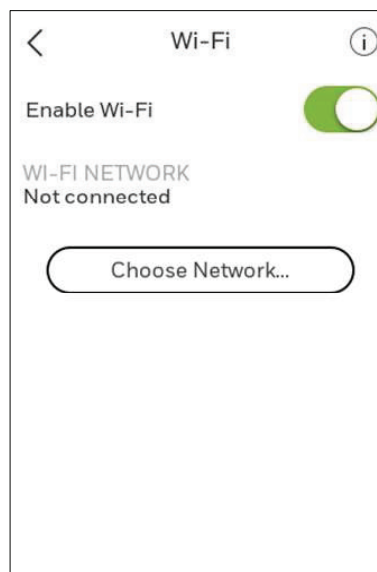 Wi-Fi
Enable Wi-Fi
WI-FI NETWORK
Not connected
Choose Network...